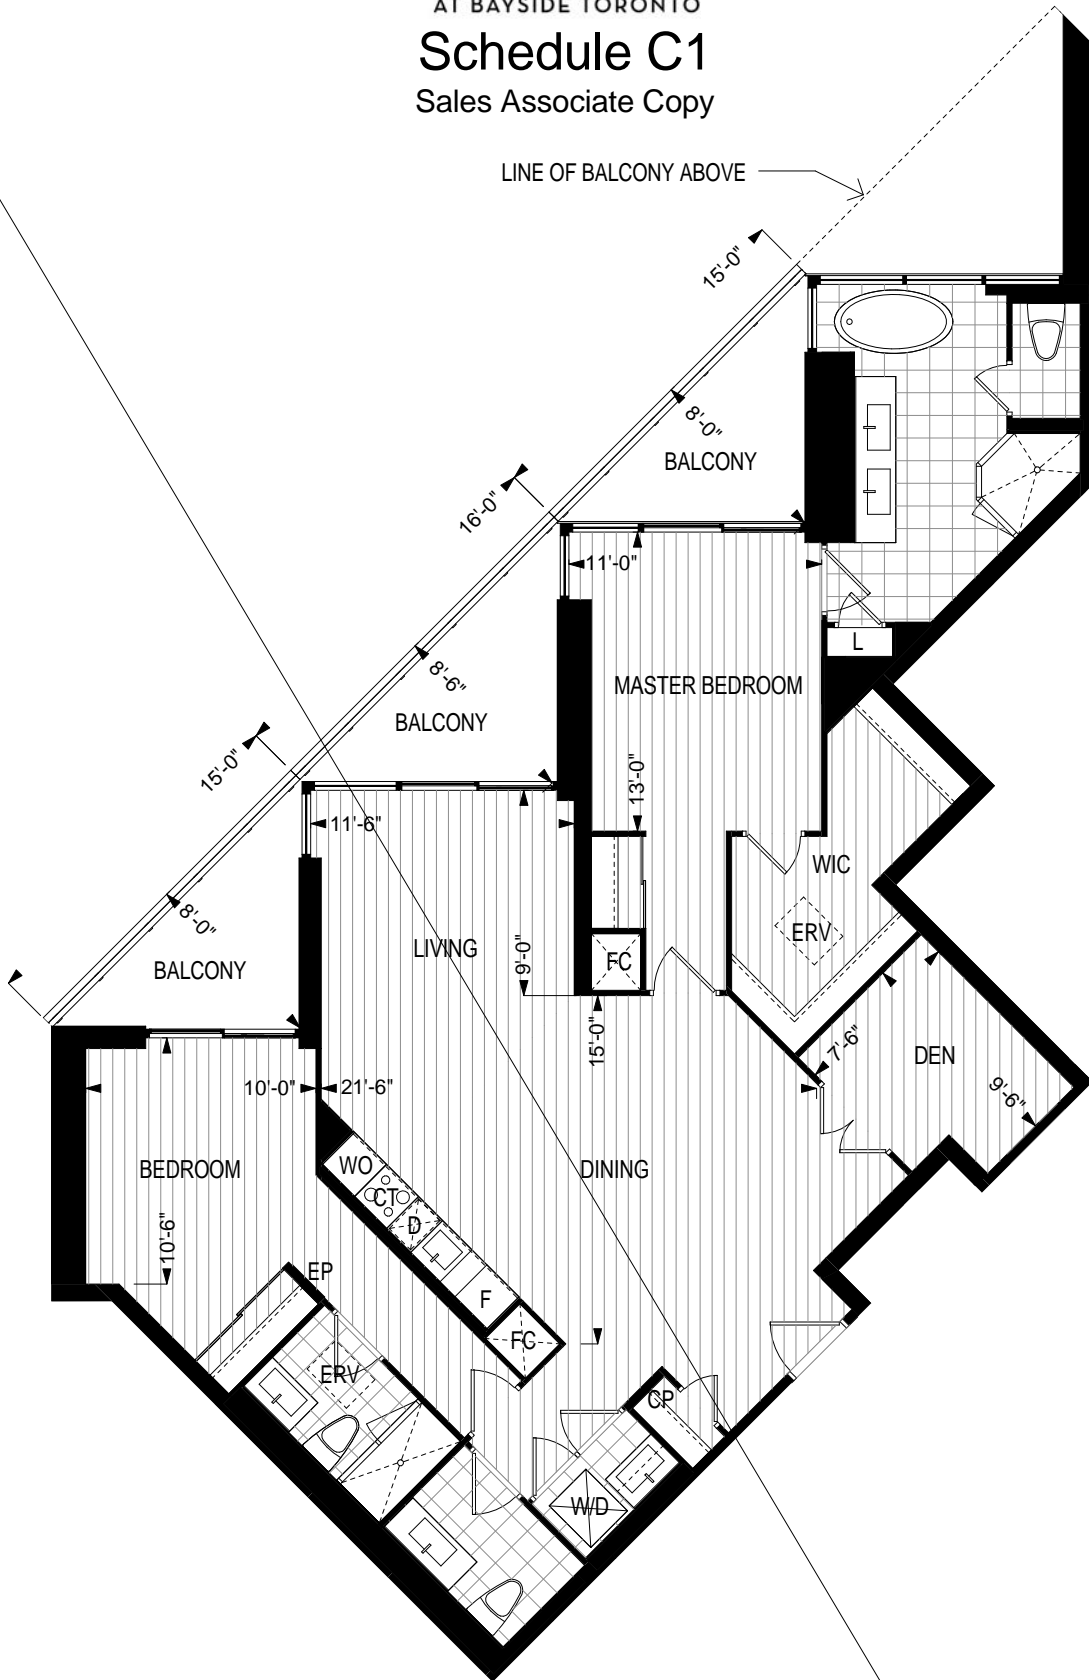 AT BAYSIDE TORONTO
Schedule C1
Sales Associate Copy
LINE OF BALCONY ABOVE
15'-0"
8'-0"
BALCONY
16'-0"
11'-0"
L
8'-6"
MASTER BEDROOM
BALCONY
15'-0"
13'-0"
11'-6"
WIC
8'-0"
LIVING
ERV
9'-0"
FC
BALCONY
15'-0"
7'-6"
DEN
10'-0"
21'-6"
9'-6"
BEDROOM
WO
DINING
CT
D
10'-6"
EP
F
FC
ERV
CP
W/D